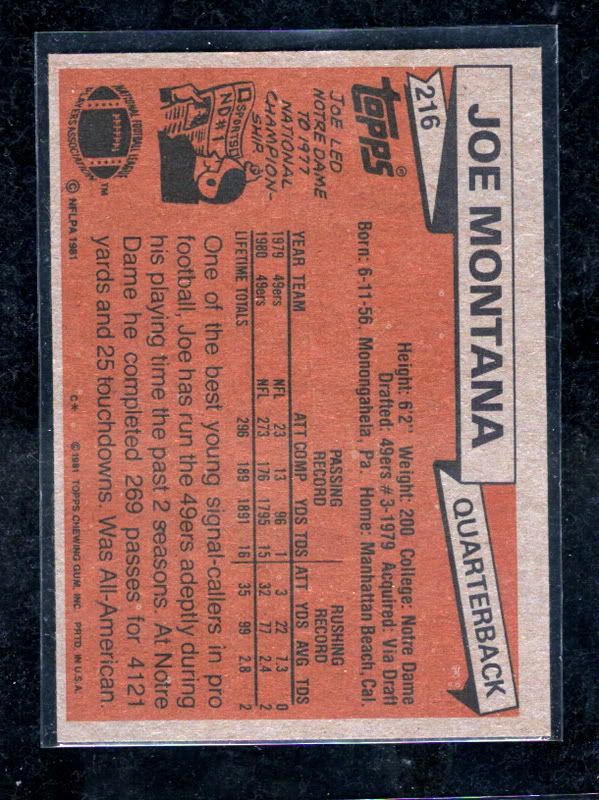 JOE MONTANA
QUARTERBACK
216
topps®
Height: 6'2" Weight: 200 College: Notre Dame
Drafted: 49ers #3-1979 Acquired: Via Draft
Born: 6-11-56, Monongahela, Pa. Home: Manhattan Beach, Cal.
JOE LED
NOTRE DAME
TO 1977
NATIONAL
CHAMPION-
SHIP
SPORTS
ND #1
PASSING RUSHING
RECORD RECORD
YEAR TEAM ATT COMP YDS TDS ATT YDS AVG TDS
1979 49ers NFL 23 13 96 1 3 22 7.3 0
1980 49ers NFL 273 176 1795 15 32 77 2.4 2
LIFETIME TOTALS 296 189 1891 16 35 99 2.8 2
One of the best young signal-callers in pro
football, Joe has run the 49ers adeptly during
his playing time the past 2 seasons. At Notre
Dame he completed 269 passes for 4121
yards and 25 touchdowns. Was All-American.
NATIONAL FOOTBALL LEAGUE
PLAYERS ASSOCIATION
TM
© NFLPA 1981
C*
©1981 TOPPS CHEWING GUM, INC. PRTD. IN U.S.A.